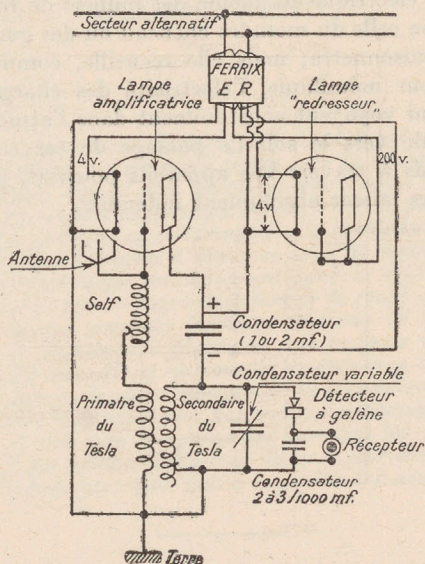 Secteur alternatif
FERRIX
E R
Lampe
amplificatrice
Lampe
"redresseur"
4 v.
4v.
200 v.
Antenne
Self
+
Condensateur
(1 ou 2 mf.)
−
Condensateur variable
Détecteur
à galène
Primaire
du
Tesla
Secondaire
du
Tesla
Récepteur
Condensateur
2 à 3/1000 mf.
Terre